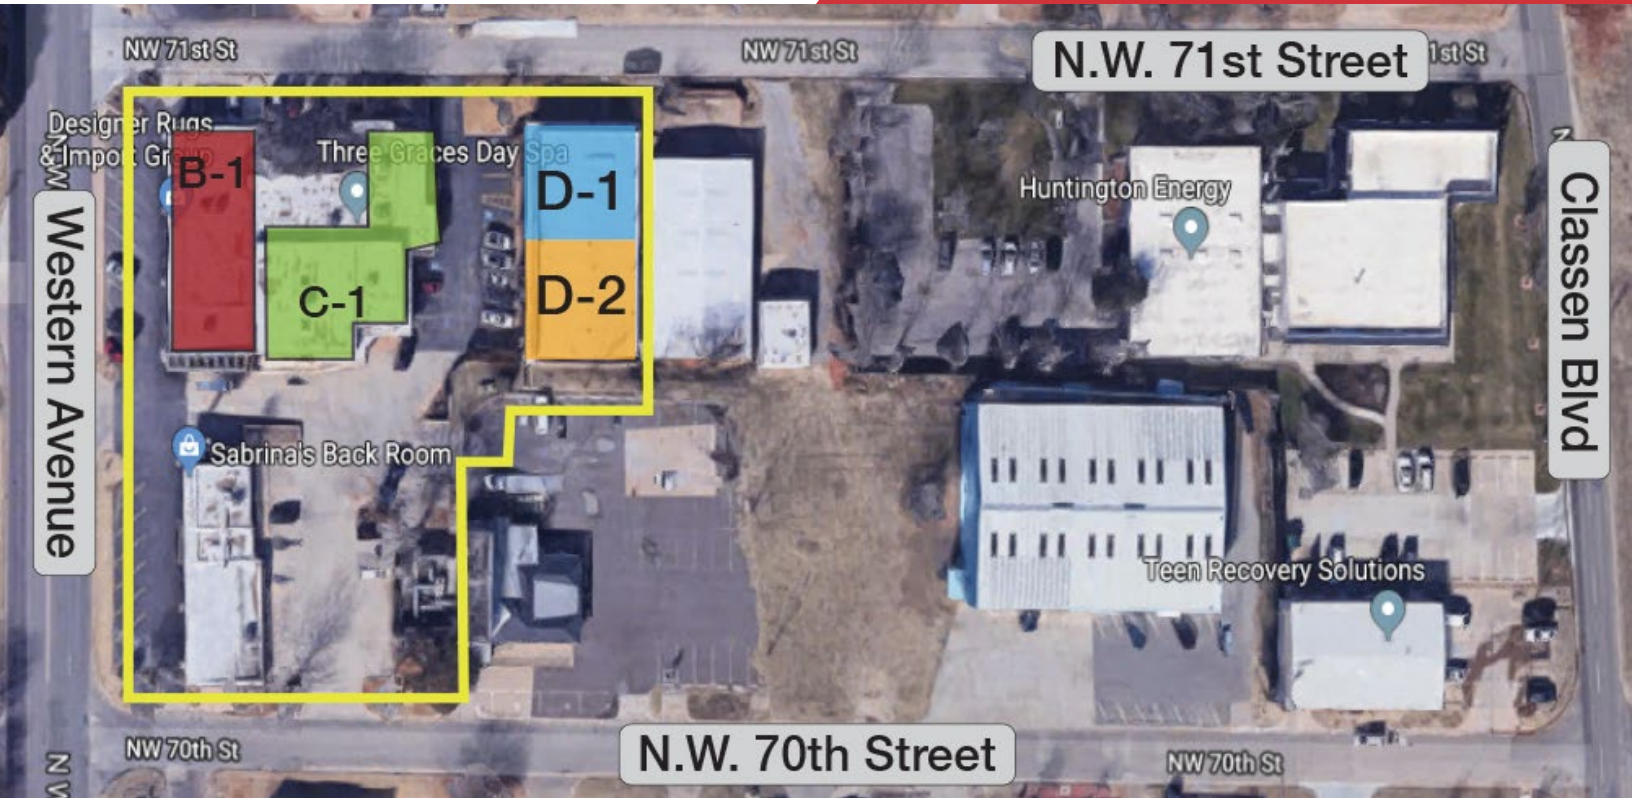 NW 71st St
NW 71st St
N.W. 71st Street
1st St
Designer Rugs
& Import Group
B-1
Three Graces Day Spa
D-1
D-2
C-1
Western Avenue
NW
Huntington Energy
N
Classen Blvd
Sabrina's Back Room
Teen Recovery Solutions
NW 70th St
N.W. 70th Street
NW 70th St
N W